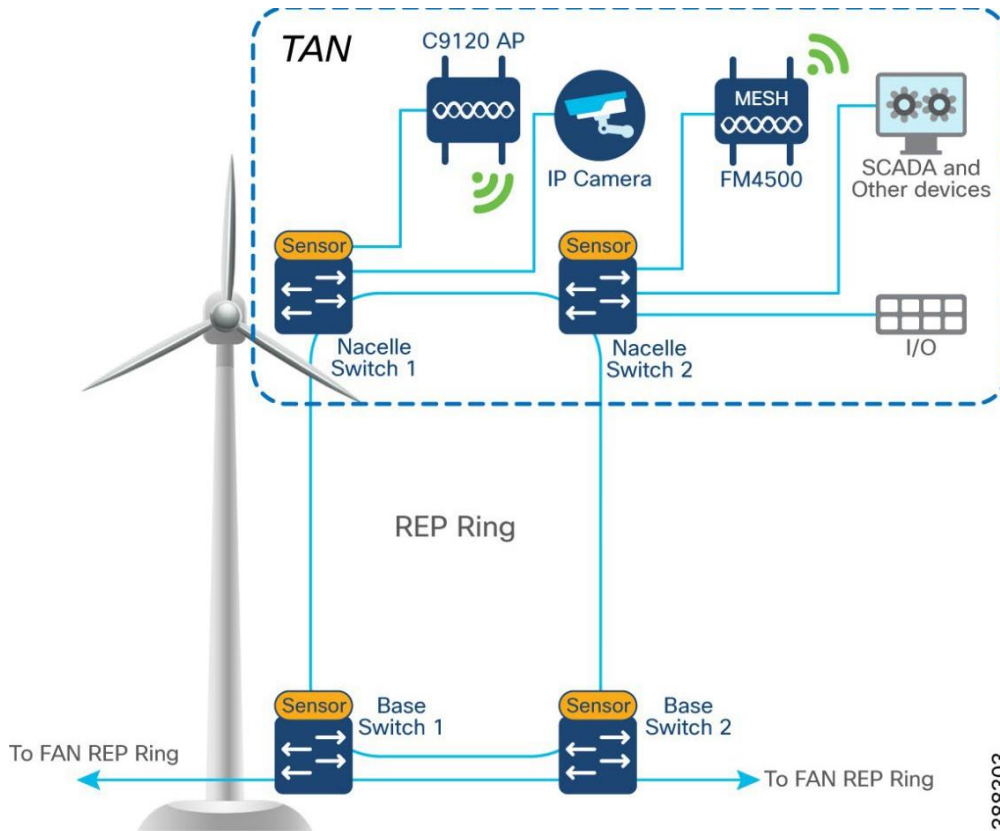 TAN
C9120 AP
MESH
IP Camera
FM4500
SCADA and
Other devices
Sensor
Sensor
I/O
Nacelle
Switch 1
Nacelle
Switch 2
REP Ring
Sensor
Base
Switch 1
Sensor
Base
Switch 2
To FAN REP Ring
To FAN REP Ring